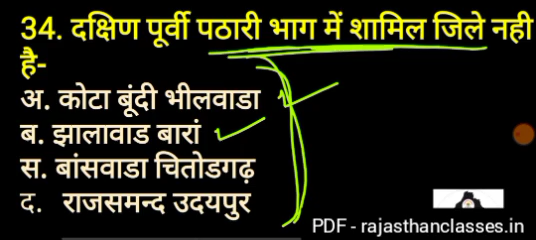 34. दक्षिण पूर्वी पठारी भाग में शामिल जिले नही
है-
अ. कोटा बूंदी भीलवाडा
ब. झालावाड बारां
स. बांसवाडा चितोडगढ़
द. राजसमन्द उदयपुर
PDF - rajasthanclasses.in